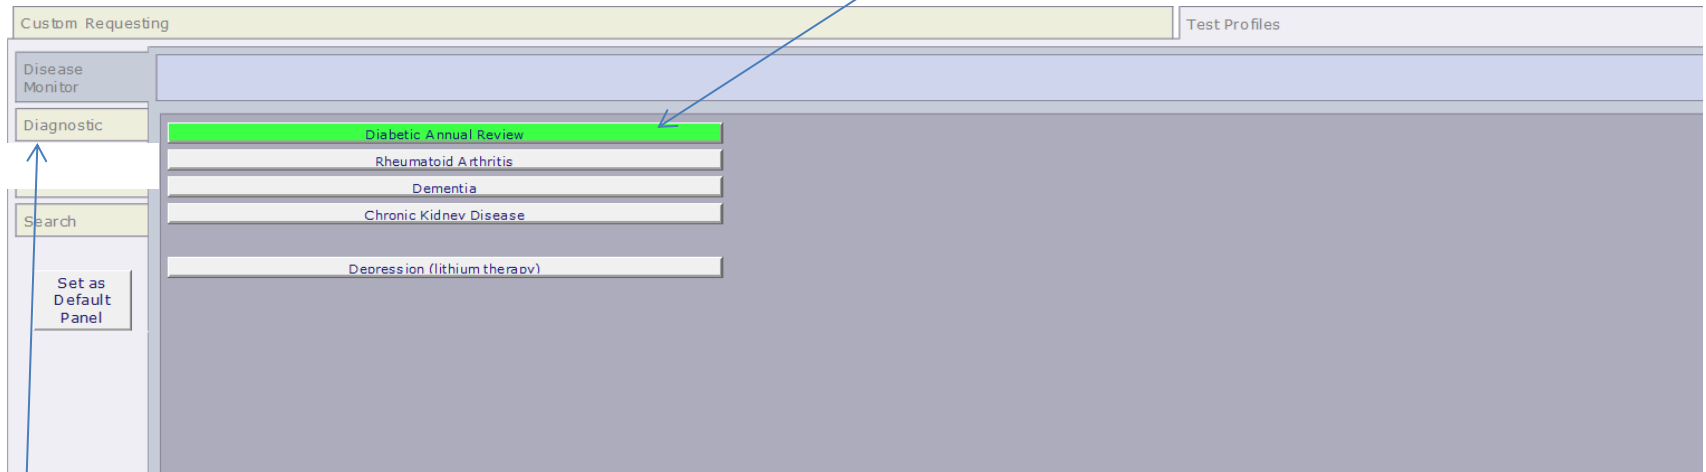 Custom Requesting
Test Profiles
Disease
Monitor
Diagnostic
Search
Set as
Default
Panel
Diabetic Annual Review
Rheumatoid Arthritis
Dementia
Chronic Kidney Disease
Depression (lithium therapy)